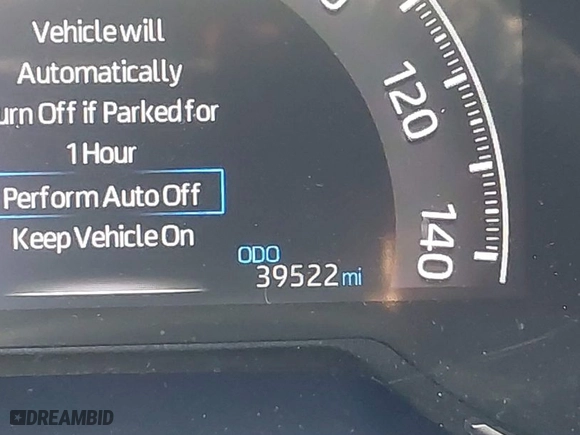 Vehicle will
Automatically
urn Off if Parked for
1 Hour
Perform Auto Off
Keep Vehicle On
ODO
39522 mi
120
140
DREAMBID